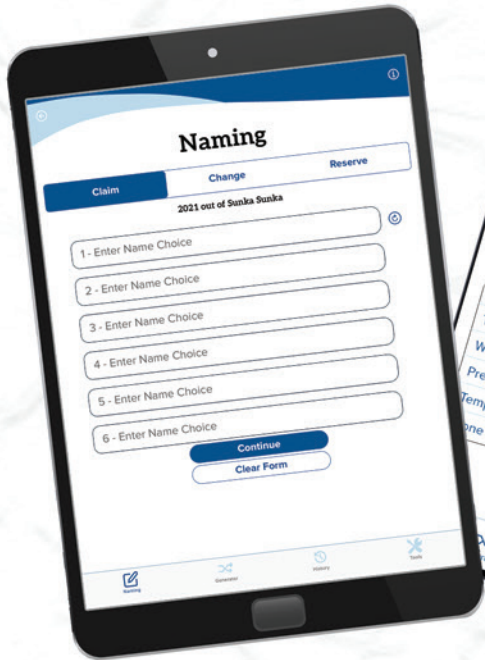 Naming
Claim Change Reserve
2021 out of Sunka Sunka
1 - Enter Name Choice
2 - Enter Name Choice
3 - Enter Name Choice
4 - Enter Name Choice
5 - Enter Name Choice
6 - Enter Name Choice
Continue
Clear Form
Naming Generator History Tools